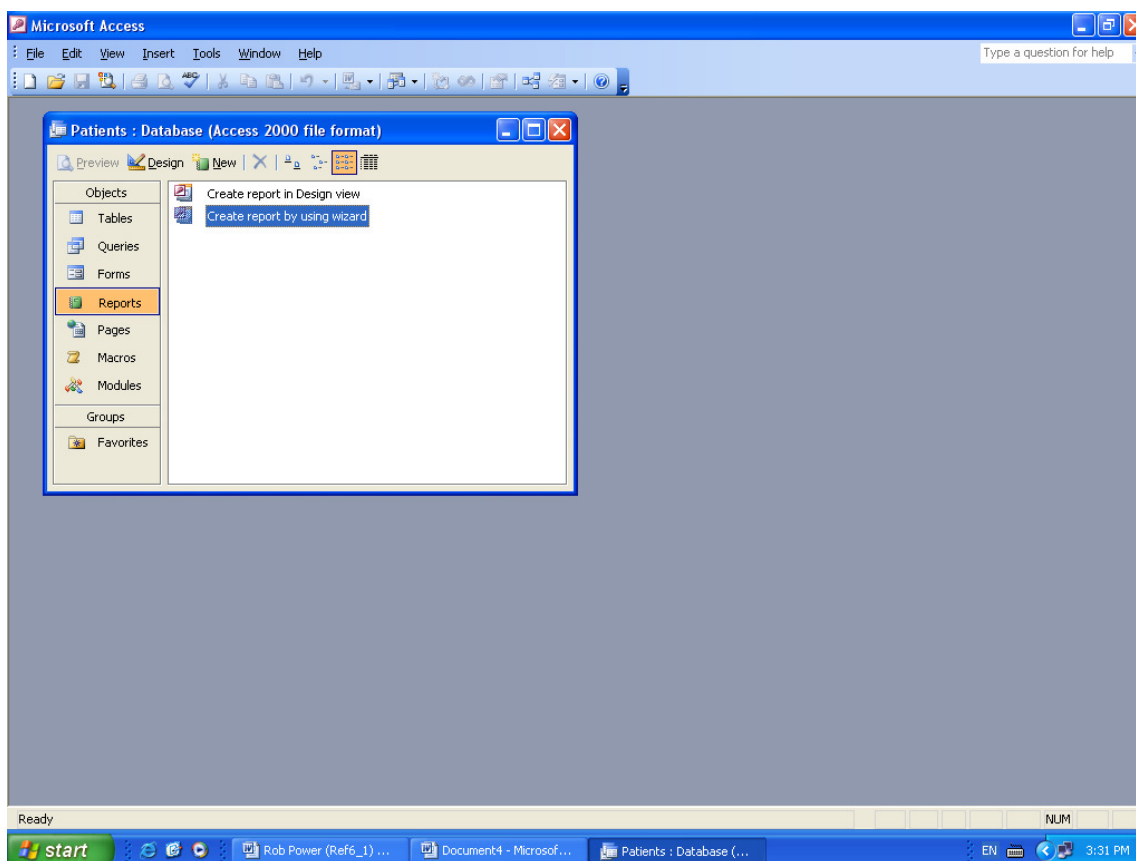 Microsoft Access
File Edit View Insert Tools Window Help
Type a question for help
ABC
Patients : Database (Access 2000 file format)
Preview Design New
Objects
Create report in Design view
Create report by using wizard
Tables
Queries
Forms
Reports
Pages
Macros
Modules
Groups
Favorites
Ready
NUM
start
Rob Power (Ref6_1) ...
Document4 - Microsof...
Patients : Database (...
EN
3:31 PM